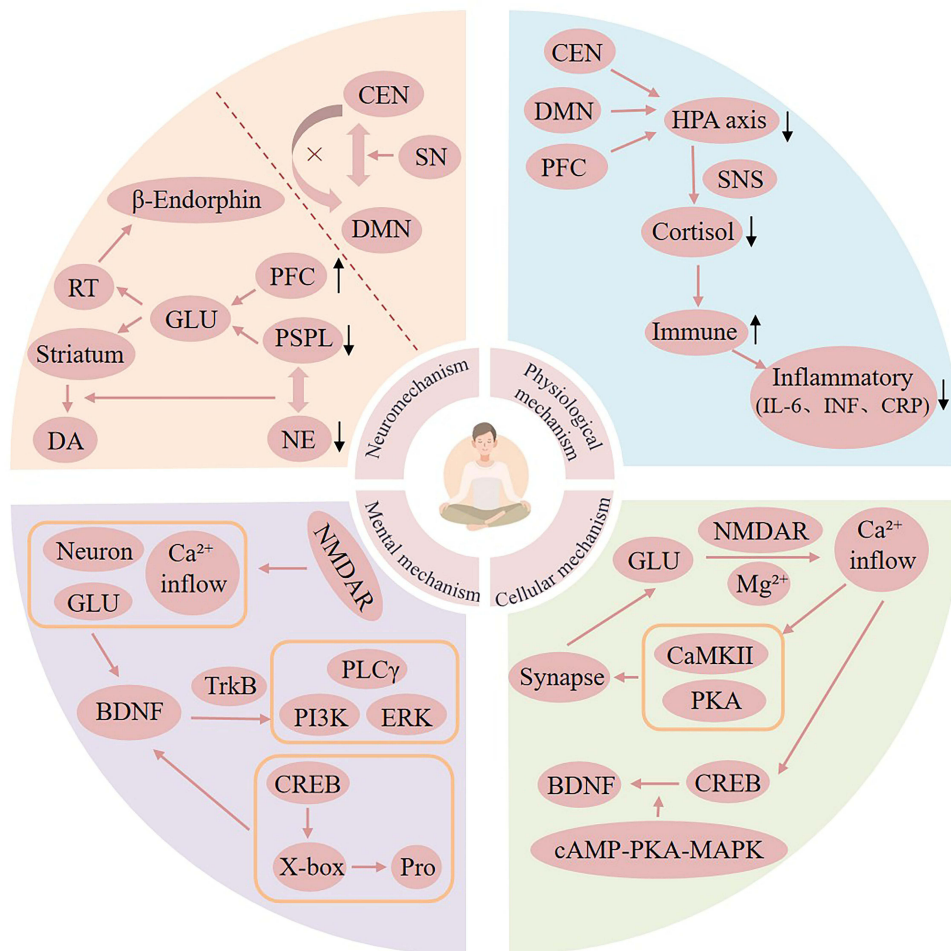 CEN
SN
DMN
β-Endorphin
RT
PFC
GLU
PSPL
Striatum
DA
NE
Neuromechanism
CEN
DMN
PFC
HPA axis
SNS
Cortisol
Immune
Inflammatory
(IL-6、INF、CRP)
Physiological
mechanism
Neuron
GLU
Ca²⁺
inflow
NMDAR
BDNF
TrkB
PLCγ
PI3K
ERK
CREB
X-box
Pro
Mental mechanism
GLU
NMDAR
Mg²⁺
Ca²⁺
inflow
Synapse
CaMKII
PKA
BDNF
CREB
cAMP-PKA-MAPK
Cellular mechanism